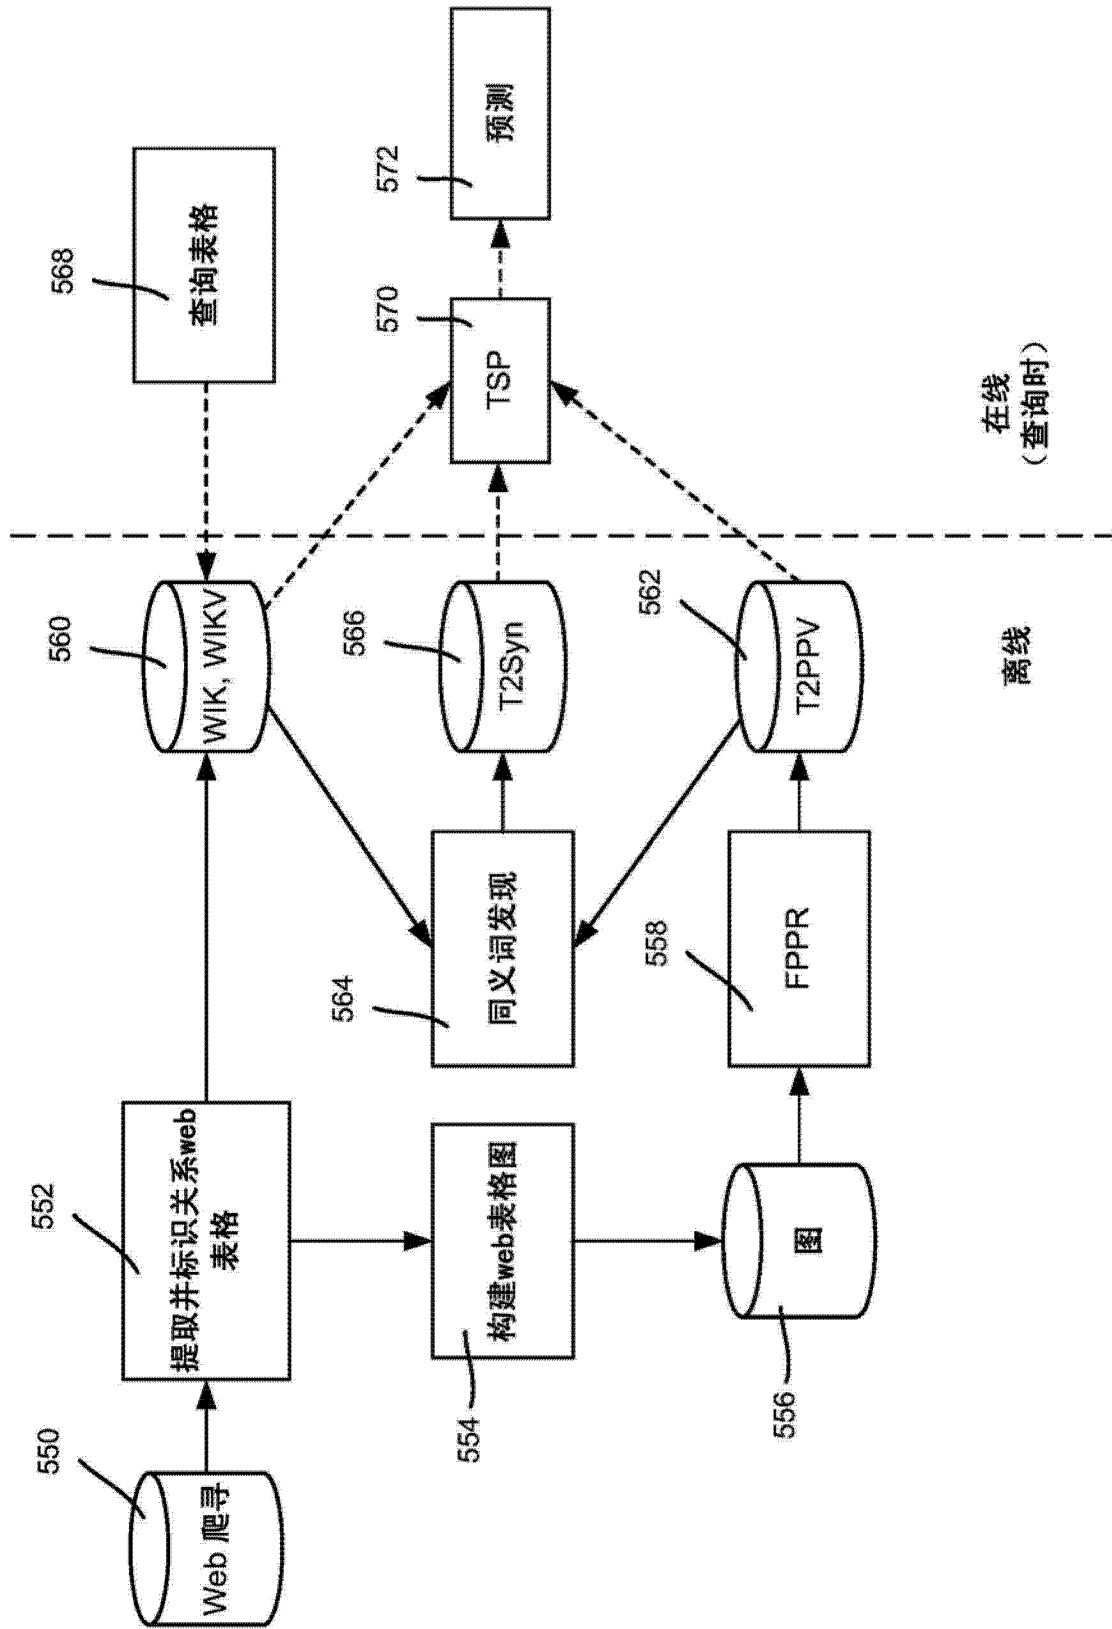 550
Web 爬寻
552
提取并标识关系web
表格
560
WIK, WIKV
568
查询表格
554
构建web表格图
564
同义词发现
566
T2Syn
570
TSP
572
预测
556
图
558
FPPR
562
T2PPV
离线
在线
（查询时）